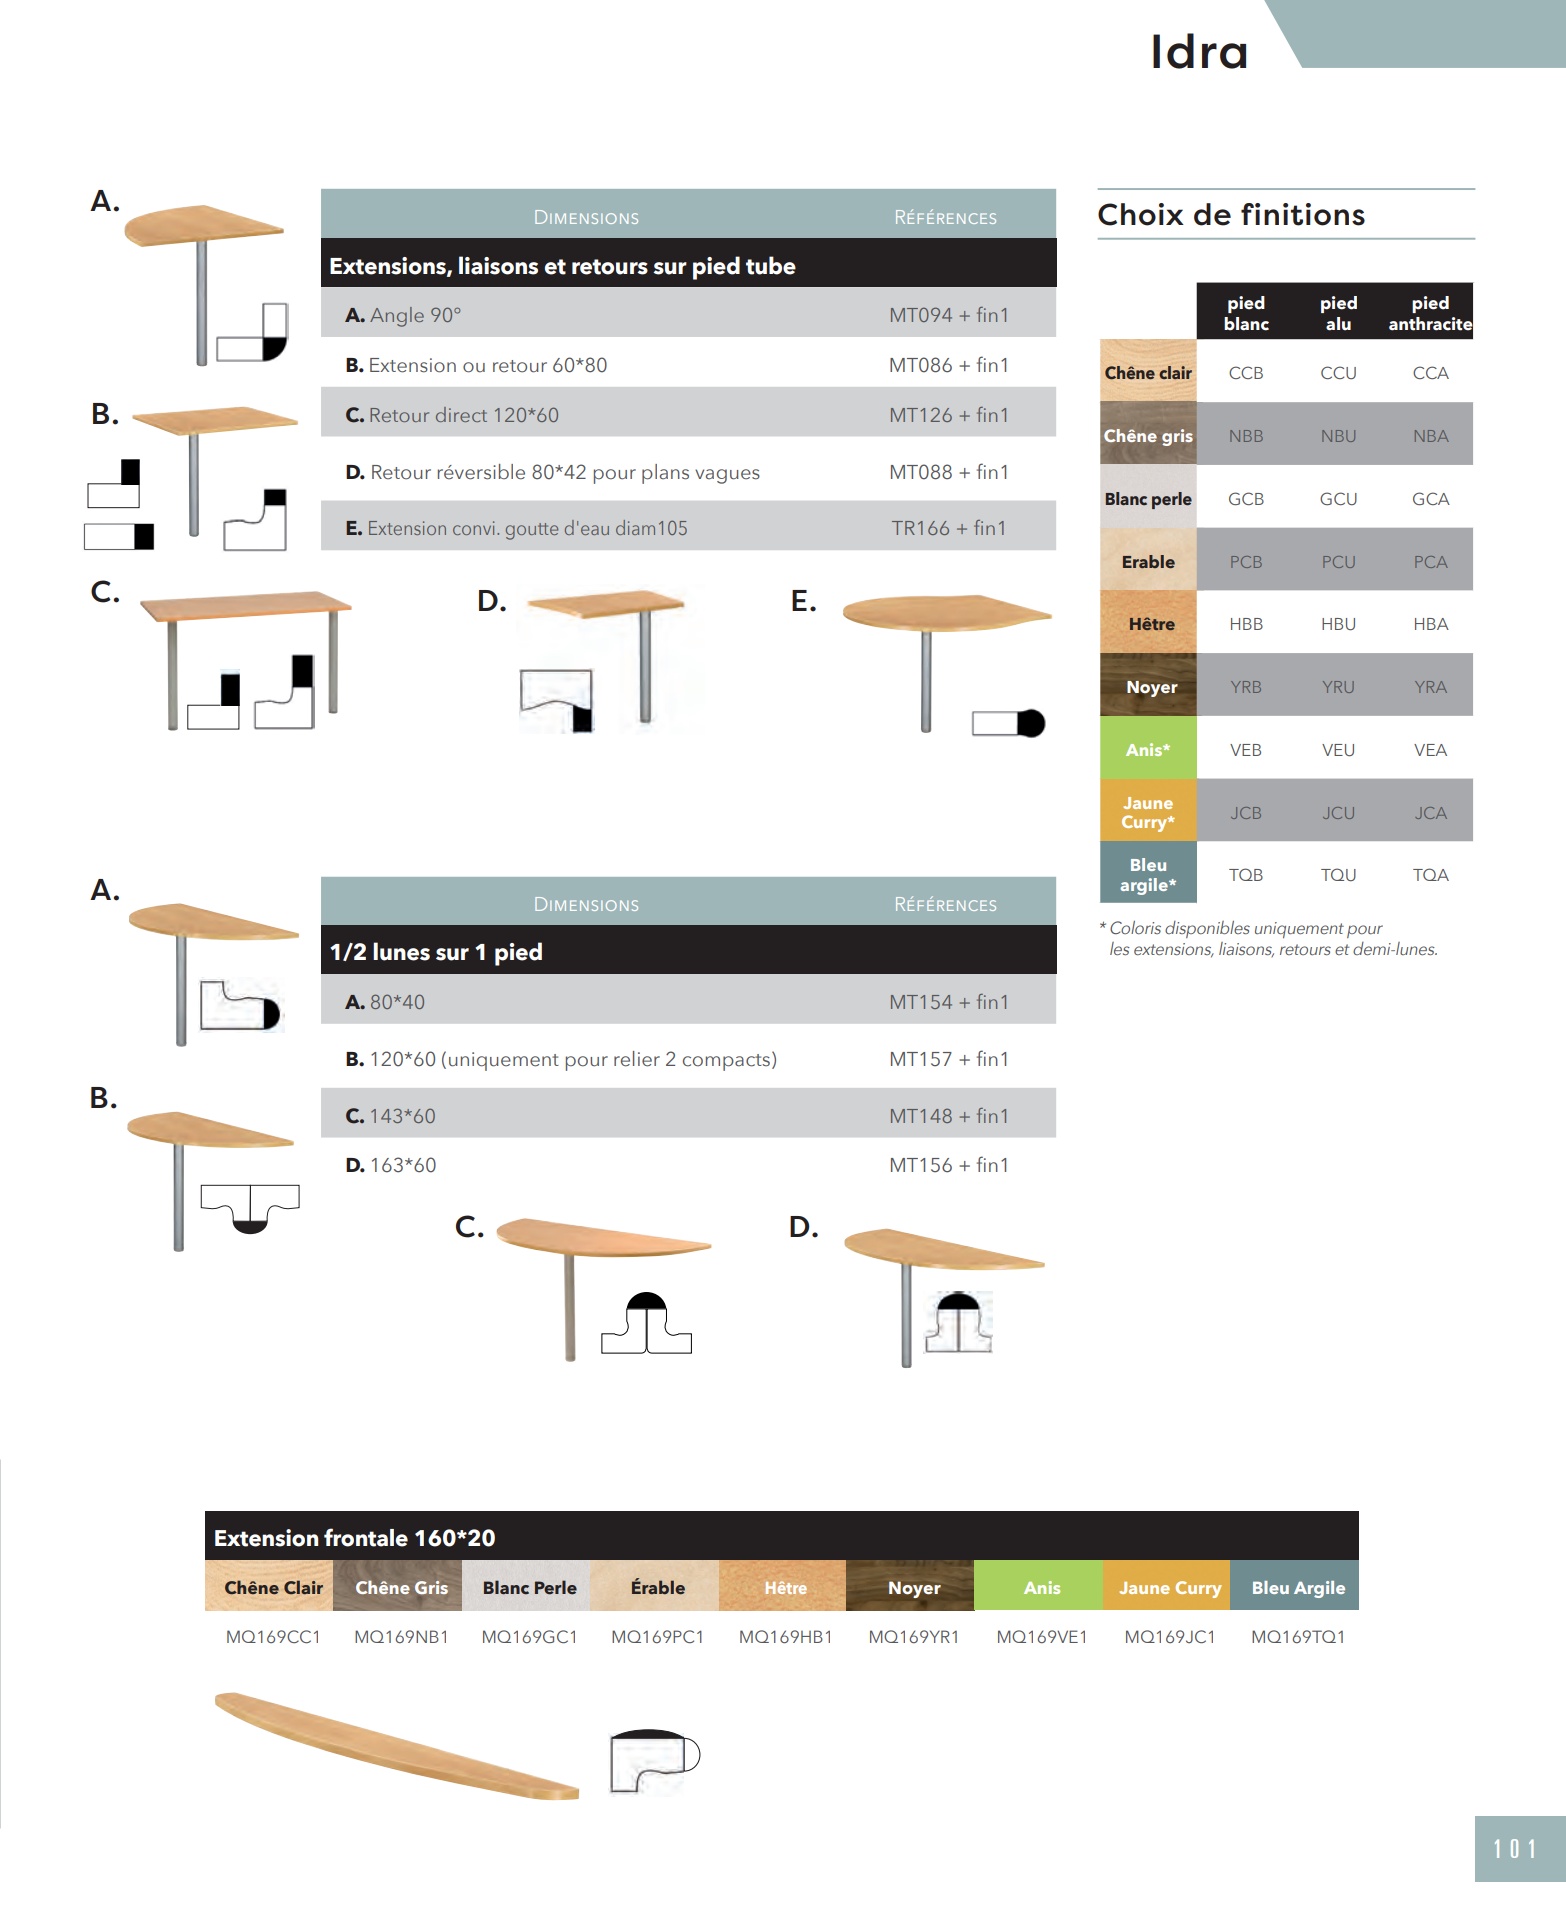 Idra
A.
DIMENSIONS RÉFÉRENCES
Extensions, liaisons et retours sur pied tube
A. Angle 90° MT094 + fin1
B. Extension ou retour 60*80 MT086 + fin1
C. Retour direct 120*60 MT126 + fin1
D. Retour réversible 80*42 pour plans vagues MT088 + fin1
E. Extension convi. goutte d'eau diam105 TR166 + fin1
B.
C.
D.
E.
Choix de finitions
pied blanc pied alu pied anthracite
Chêne clair CCB CCU CCA
Chêne gris NBB NBU NBA
Blanc perle GCB GCU GCA
Erable PCB PCU PCA
Hêtre HBB HBU HBA
Noyer YRB YRU YRA
Anis* VEB VEU VEA
Jaune Curry* JCB JCU JCA
Bleu argile* TQB TQU TQA
* Coloris disponibles uniquement pour
les extensions, liaisons, retours et demi-lunes.
A.
DIMENSIONS RÉFÉRENCES
1/2 lunes sur 1 pied
A. 80*40 MT154 + fin1
B. 120*60 (uniquement pour relier 2 compacts) MT157 + fin1
C. 143*60 MT148 + fin1
D. 163*60 MT156 + fin1
B.
C.
D.
Extension frontale 160*20
Chêne Clair Chêne Gris Blanc Perle Érable Hêtre Noyer Anis Jaune Curry Bleu Argile
MQ169CC1 MQ169NB1 MQ169GC1 MQ169PC1 MQ169HB1 MQ169YR1 MQ169VE1 MQ169JC1 MQ169TQ1
101